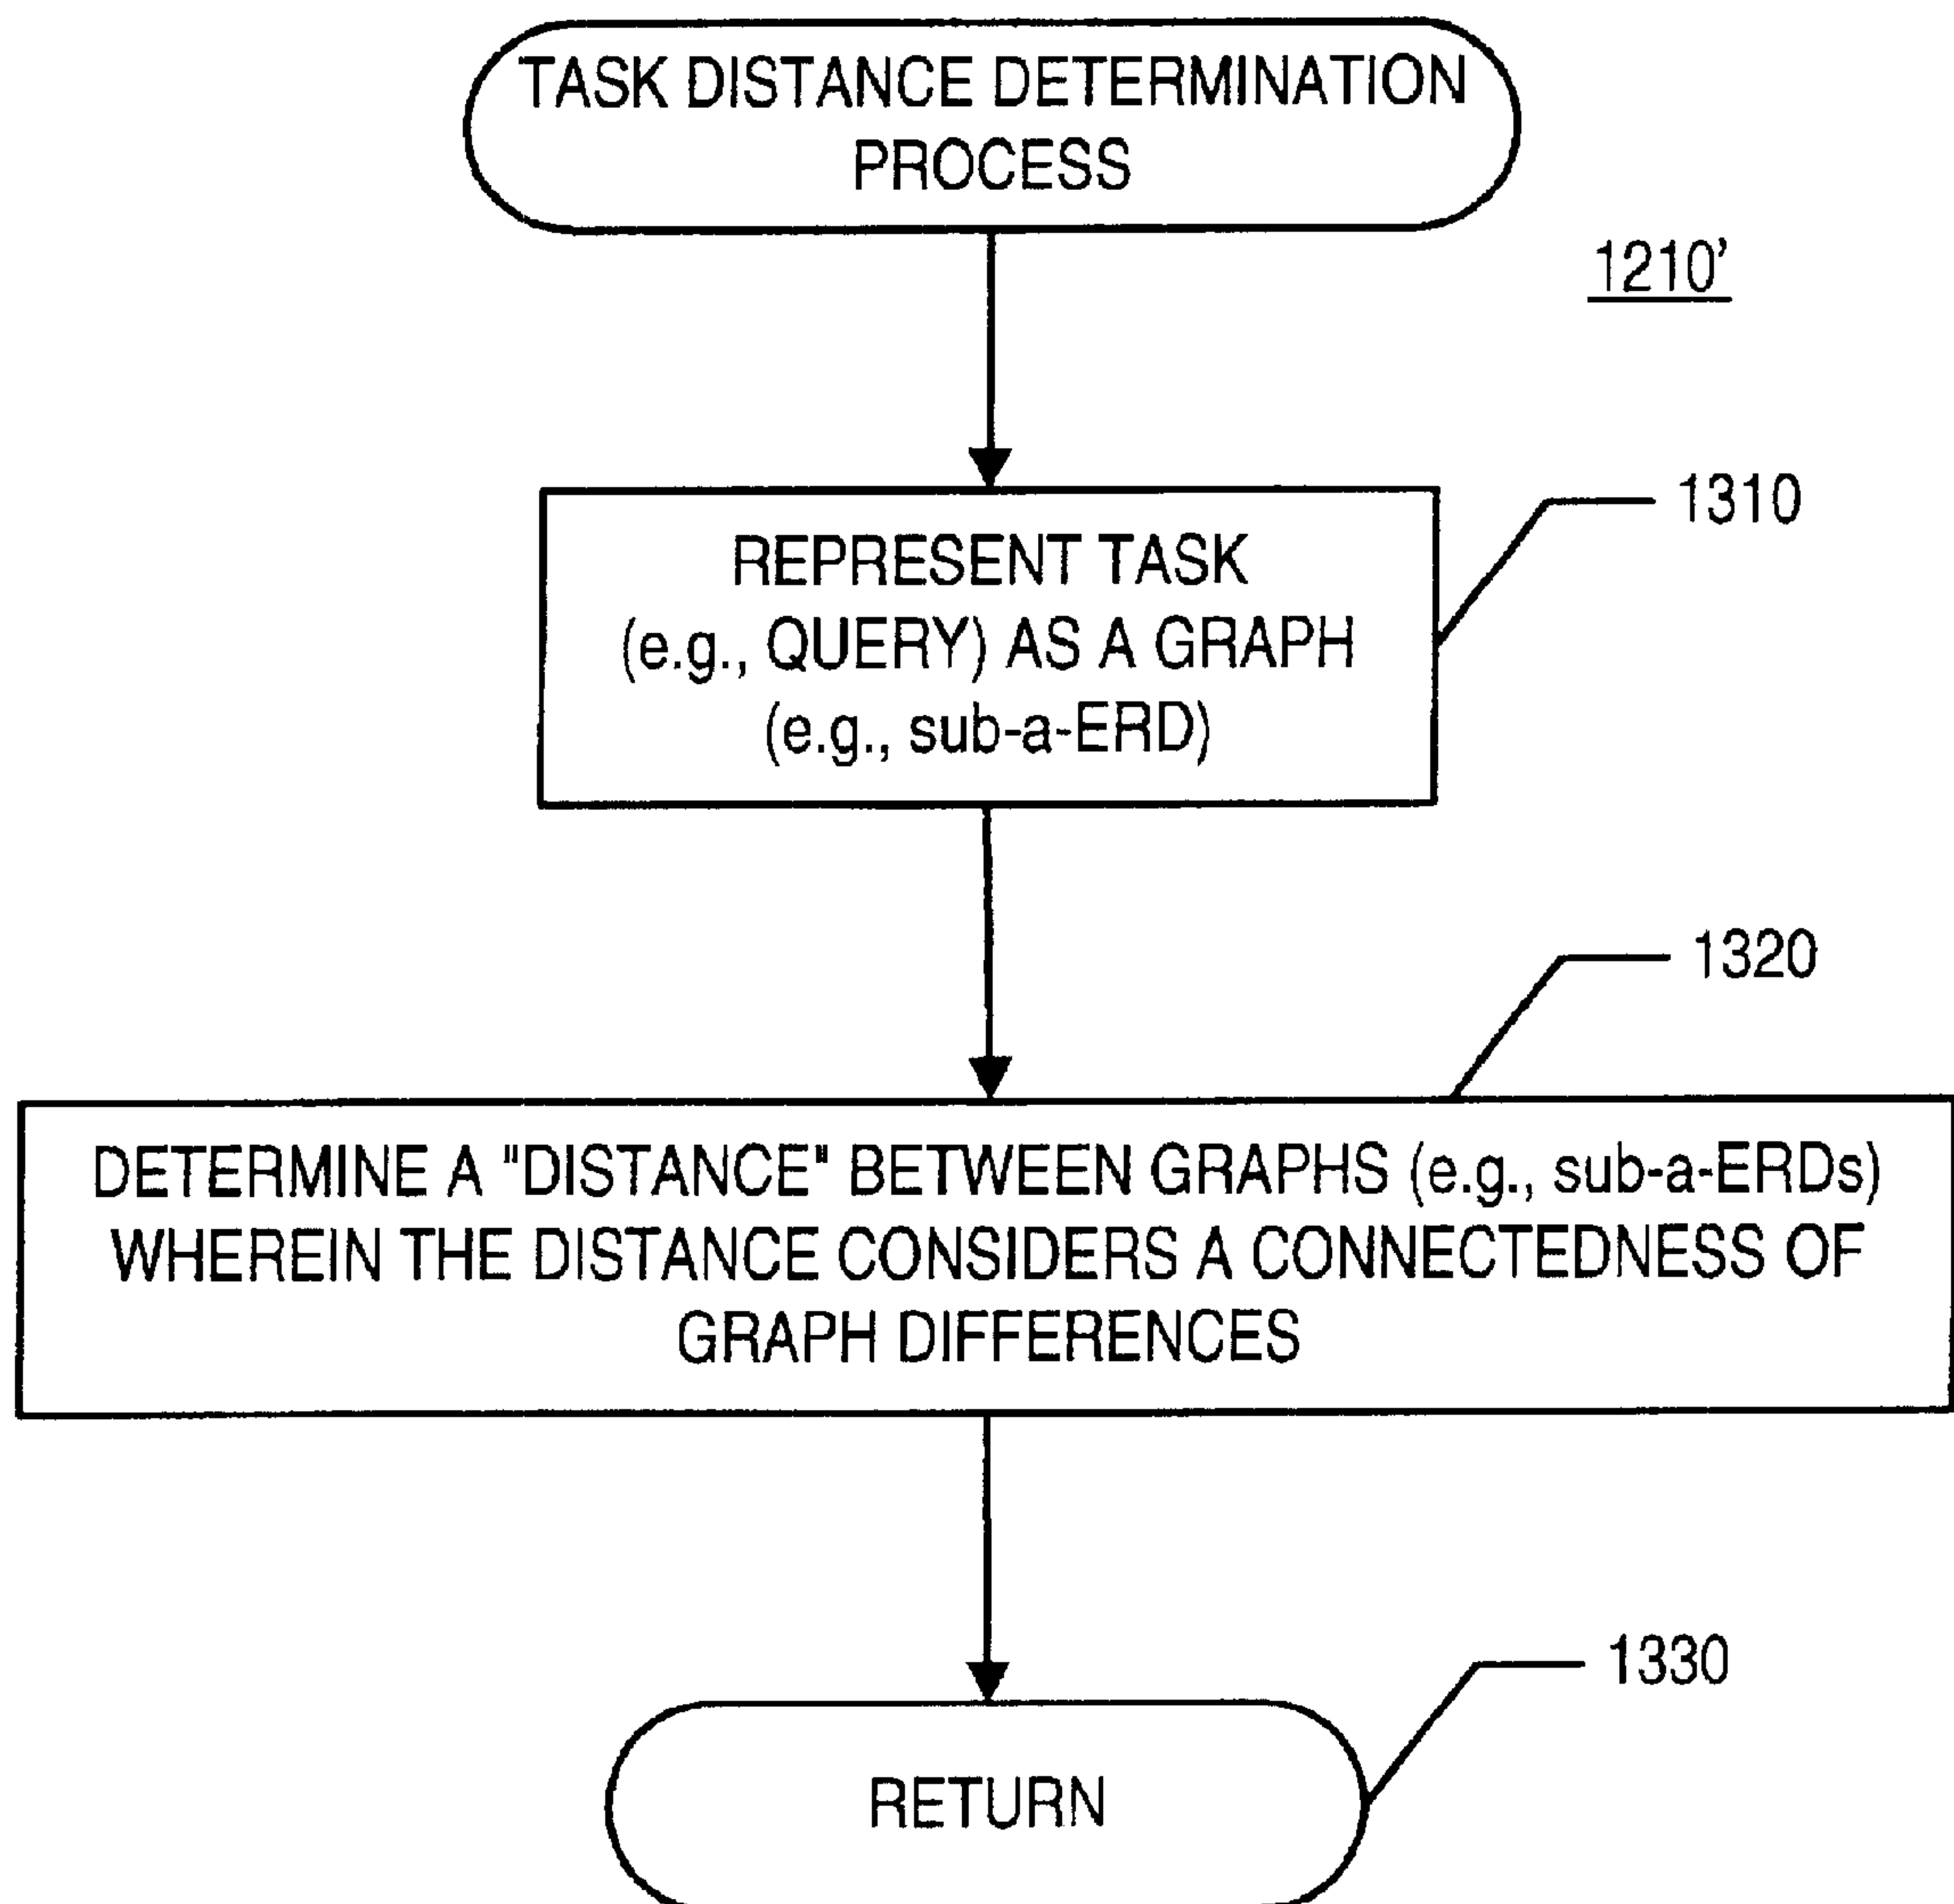 TASK DISTANCE DETERMINATION
PROCESS
1210'
1310
REPRESENT TASK
(e.g., QUERY) AS A GRAPH
(e.g., sub-a-ERD)
1320
DETERMINE A "DISTANCE" BETWEEN GRAPHS (e.g., sub-a-ERDs)
WHEREIN THE DISTANCE CONSIDERS A CONNECTEDNESS OF
GRAPH DIFFERENCES
1330
RETURN